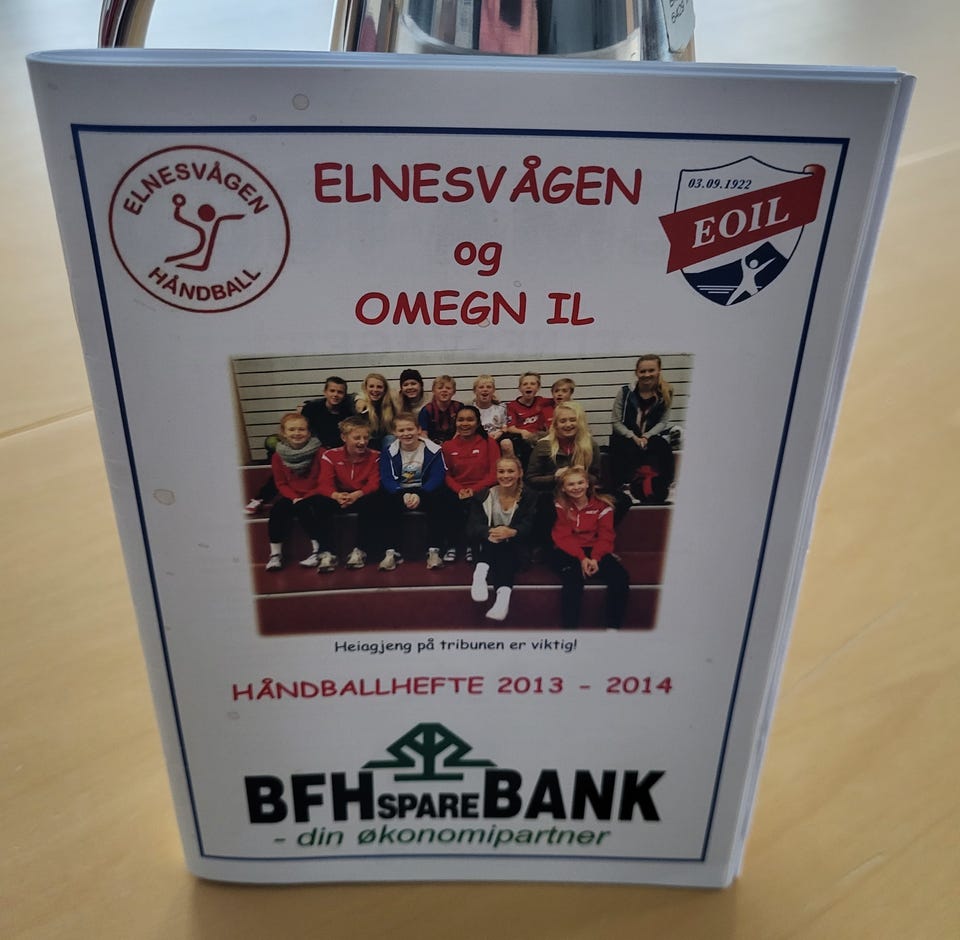 ELNESVÅGEN
HÅNDBALL
ELNESVÅGEN
og
OMEGN IL
03.09.1922
EOIL
Heiagjeng på tribunen er viktig!
HÅNDBALLHEFTE 2013 - 2014
BFHSPAREBANK
- din økonomipartner